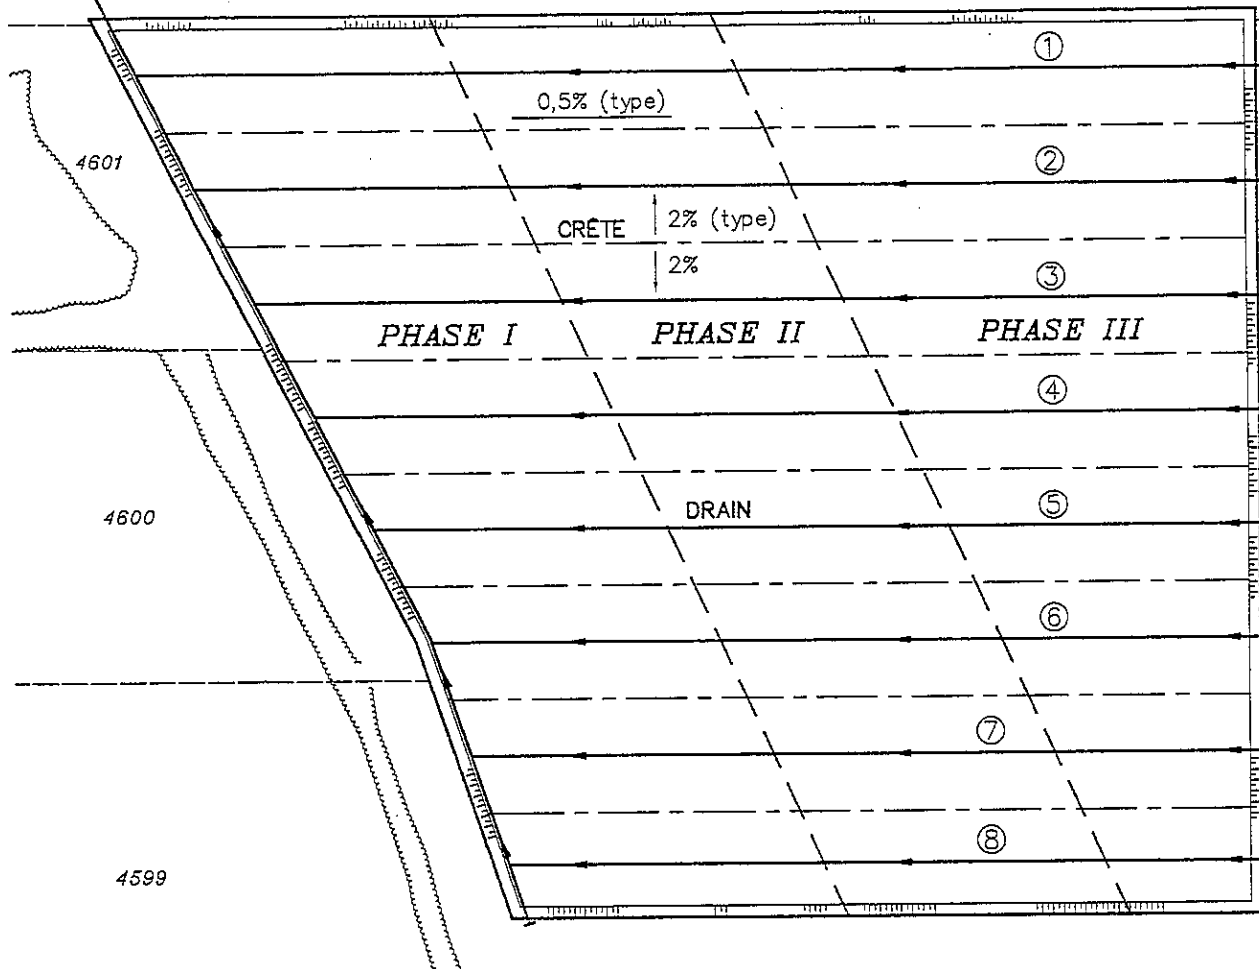 ①
0,5% (type)
4601
②
CRÊTE 2% (type)
2%
③
PHASE I PHASE II PHASE III
④
4600 DRAIN ⑤
⑥
⑦
⑧
4599